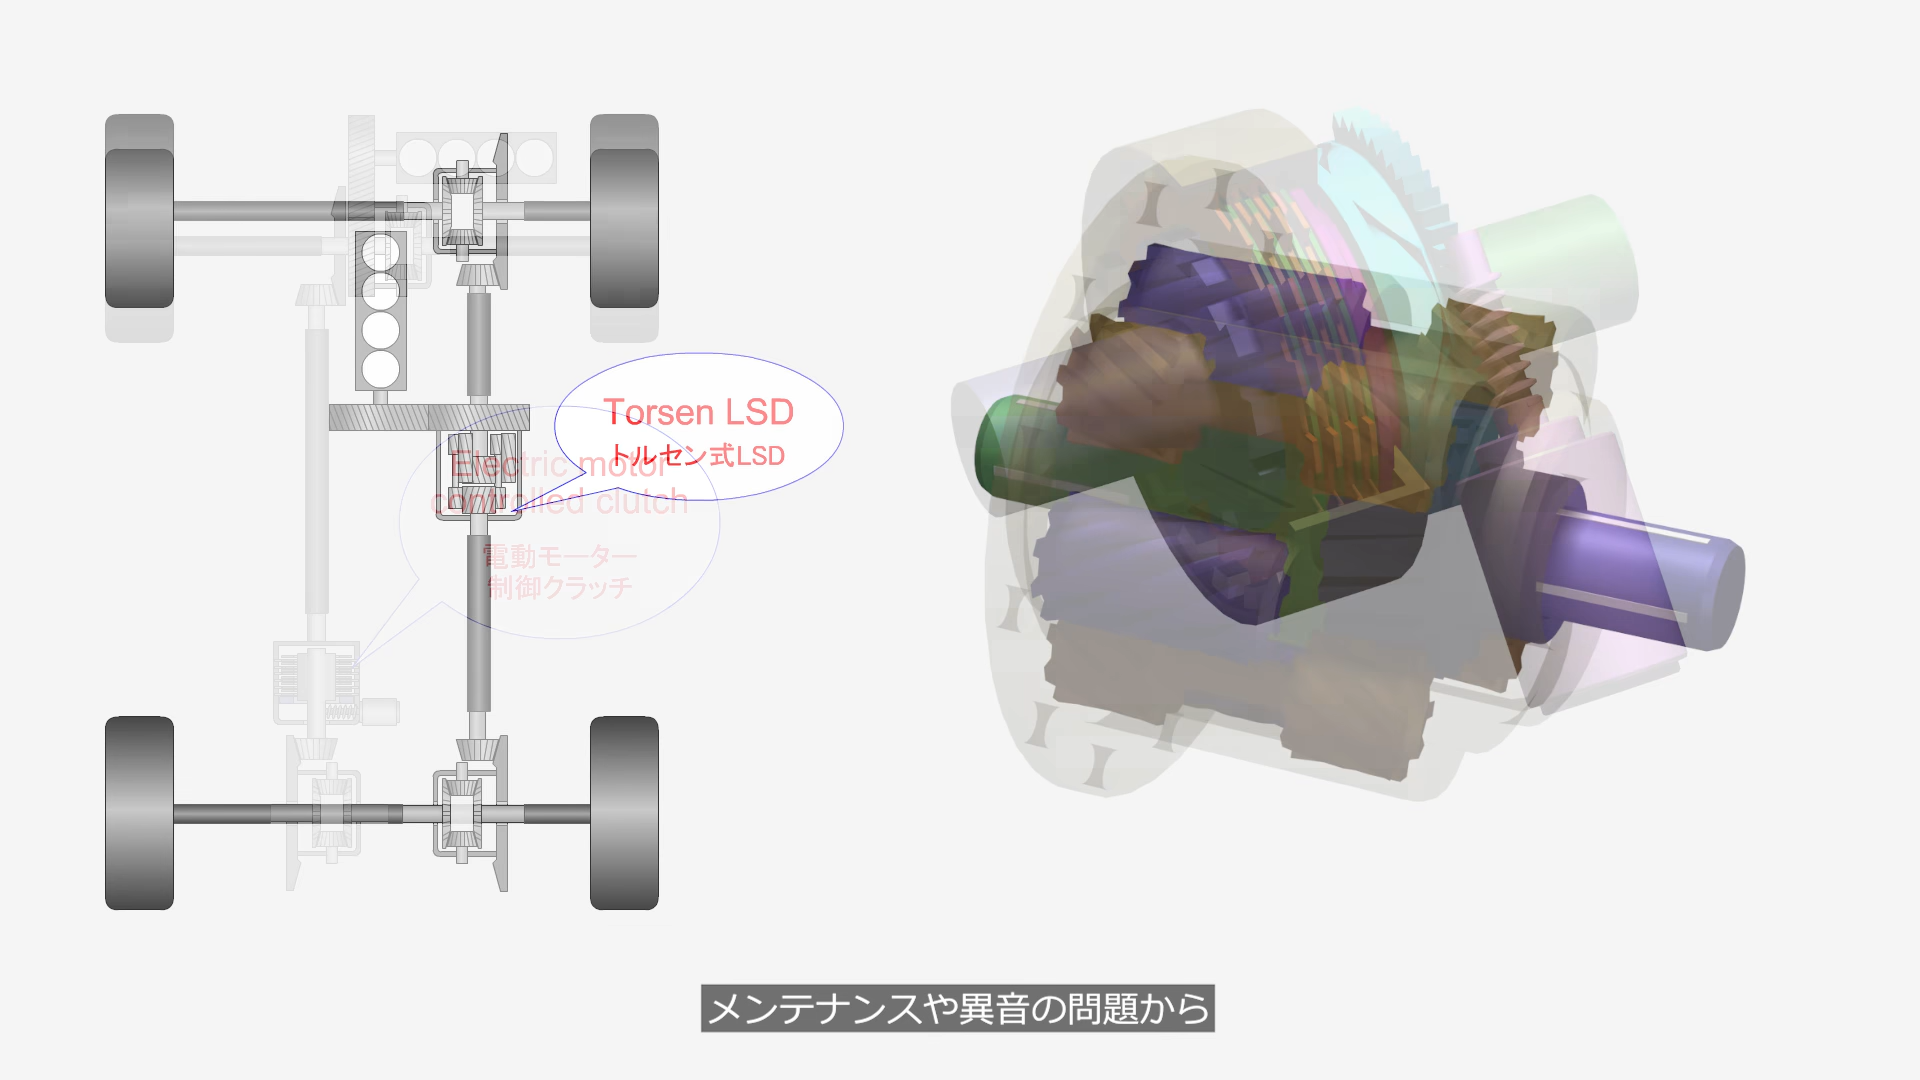 Torsen LSD
トルセン式LSD
Electric motor
controlled clutch
電動モーター
制御クラッチ
メンテナンスや異音の問題から